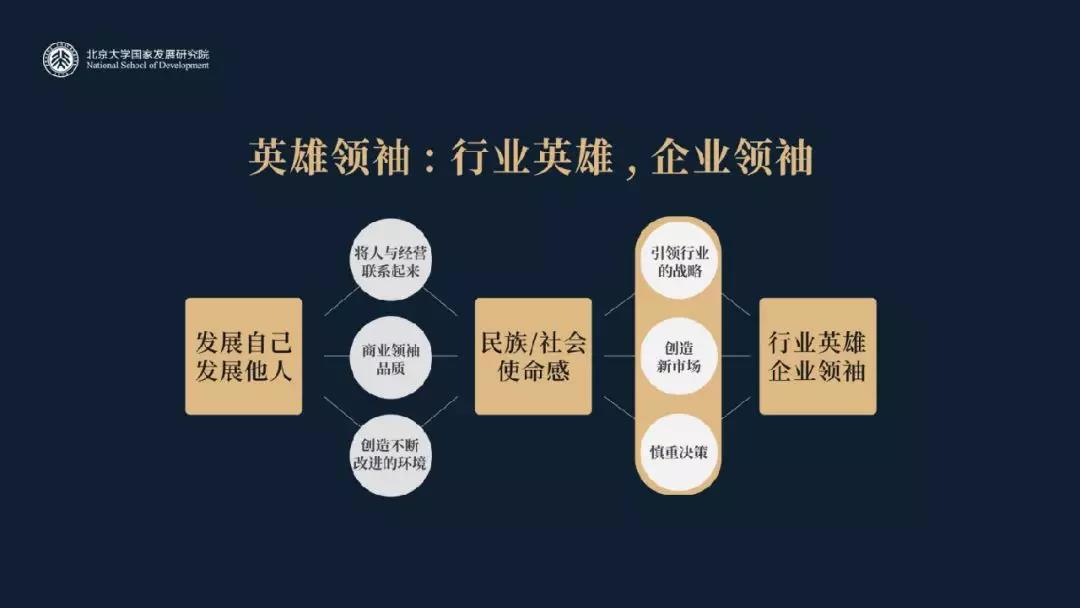 北京大学国家发展研究院
National School of Development
英雄领袖：行业英雄，企业领袖
发展自己
发展他人
将人与经营
联系起来
商业领袖
品质
创造不断
改进的环境
民族/社会
使命感
引领行业
的战略
创造
新市场
慎重决策
行业英雄
企业领袖